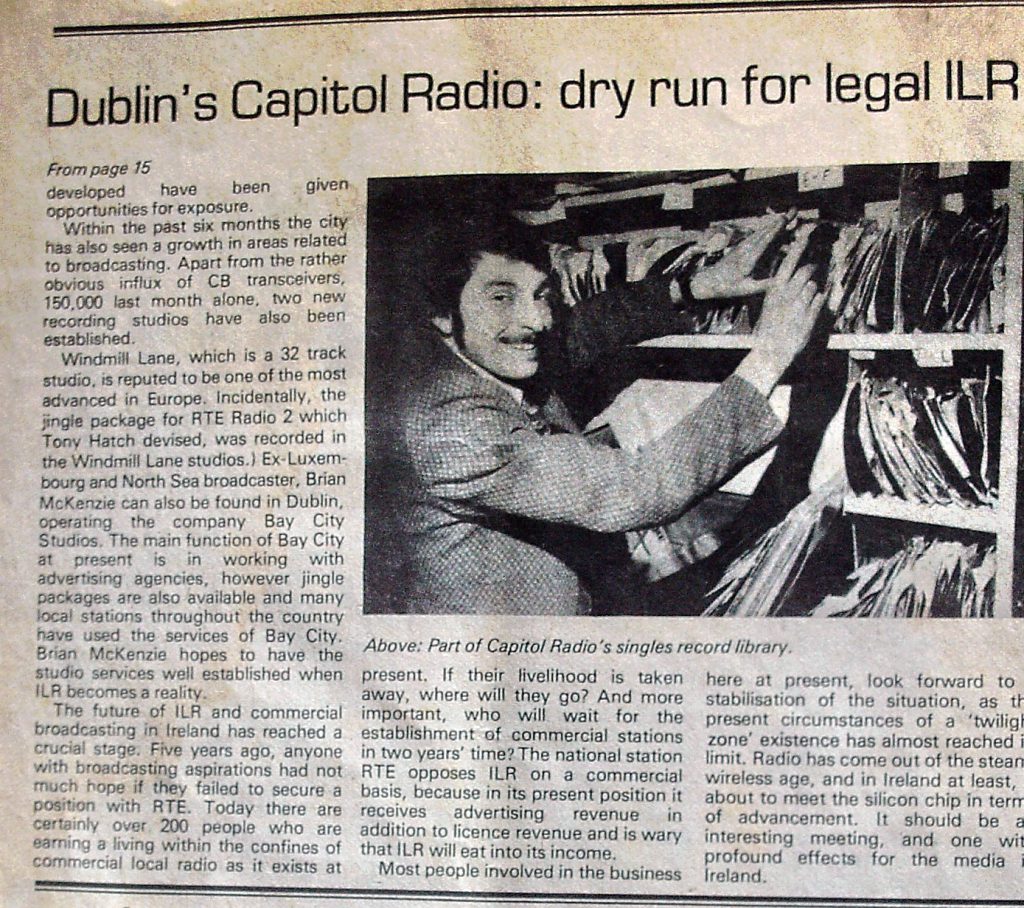 Dublin's Capitol Radio: dry run for legal ILR
From page 15
developed have been given
opportunities for exposure.
Within the past six months the city
has also seen a growth in areas related
to broadcasting. Apart from the rather
obvious influx of CB transceivers,
150,000 last month alone, two new
recording studios have also been
established.
Windmill Lane, which is a 32 track
studio, is reputed to be one of the most
advanced in Europe. Incidentally, the
jingle package for RTE Radio 2 which
Tony Hatch devised, was recorded in
the Windmill Lane studios.) Ex-Luxem-
bourg and North Sea broadcaster, Brian
McKenzie can also be found in Dublin,
operating the company Bay City
Studios. The main function of Bay City
at present is in working with
advertising agencies, however jingle
packages are also available and many
local stations throughout the country
have used the services of Bay City.
Brian McKenzie hopes to have the
studio services well established when
ILR becomes a reality.
The future of ILR and commercial
broadcasting in Ireland has reached a
crucial stage. Five years ago, anyone
with broadcasting aspirations had not
much hope if they failed to secure a
position with RTE. Today there are
certainly over 200 people who are
earning a living within the confines of
commercial local radio as it exists at
E-F
Above: Part of Capitol Radio's singles record library.
present. If their livelihood is taken
away, where will they go? And more
important, who will wait for the
establishment of commercial stations
in two years' time? The national station
RTE opposes ILR on a commercial
basis, because in its present position it
receives advertising revenue in
addition to licence revenue and is wary
that ILR will eat into its income.
Most people involved in the business
here at present, look forward to
stabilisation of the situation, as th
present circumstances of a 'twiligh
zone' existence has almost reached i
limit. Radio has come out of the stean
wireless age, and in Ireland at least,
about to meet the silicon chip in term
of advancement. It should be a
interesting meeting, and one wit
profound effects for the media i
Ireland.